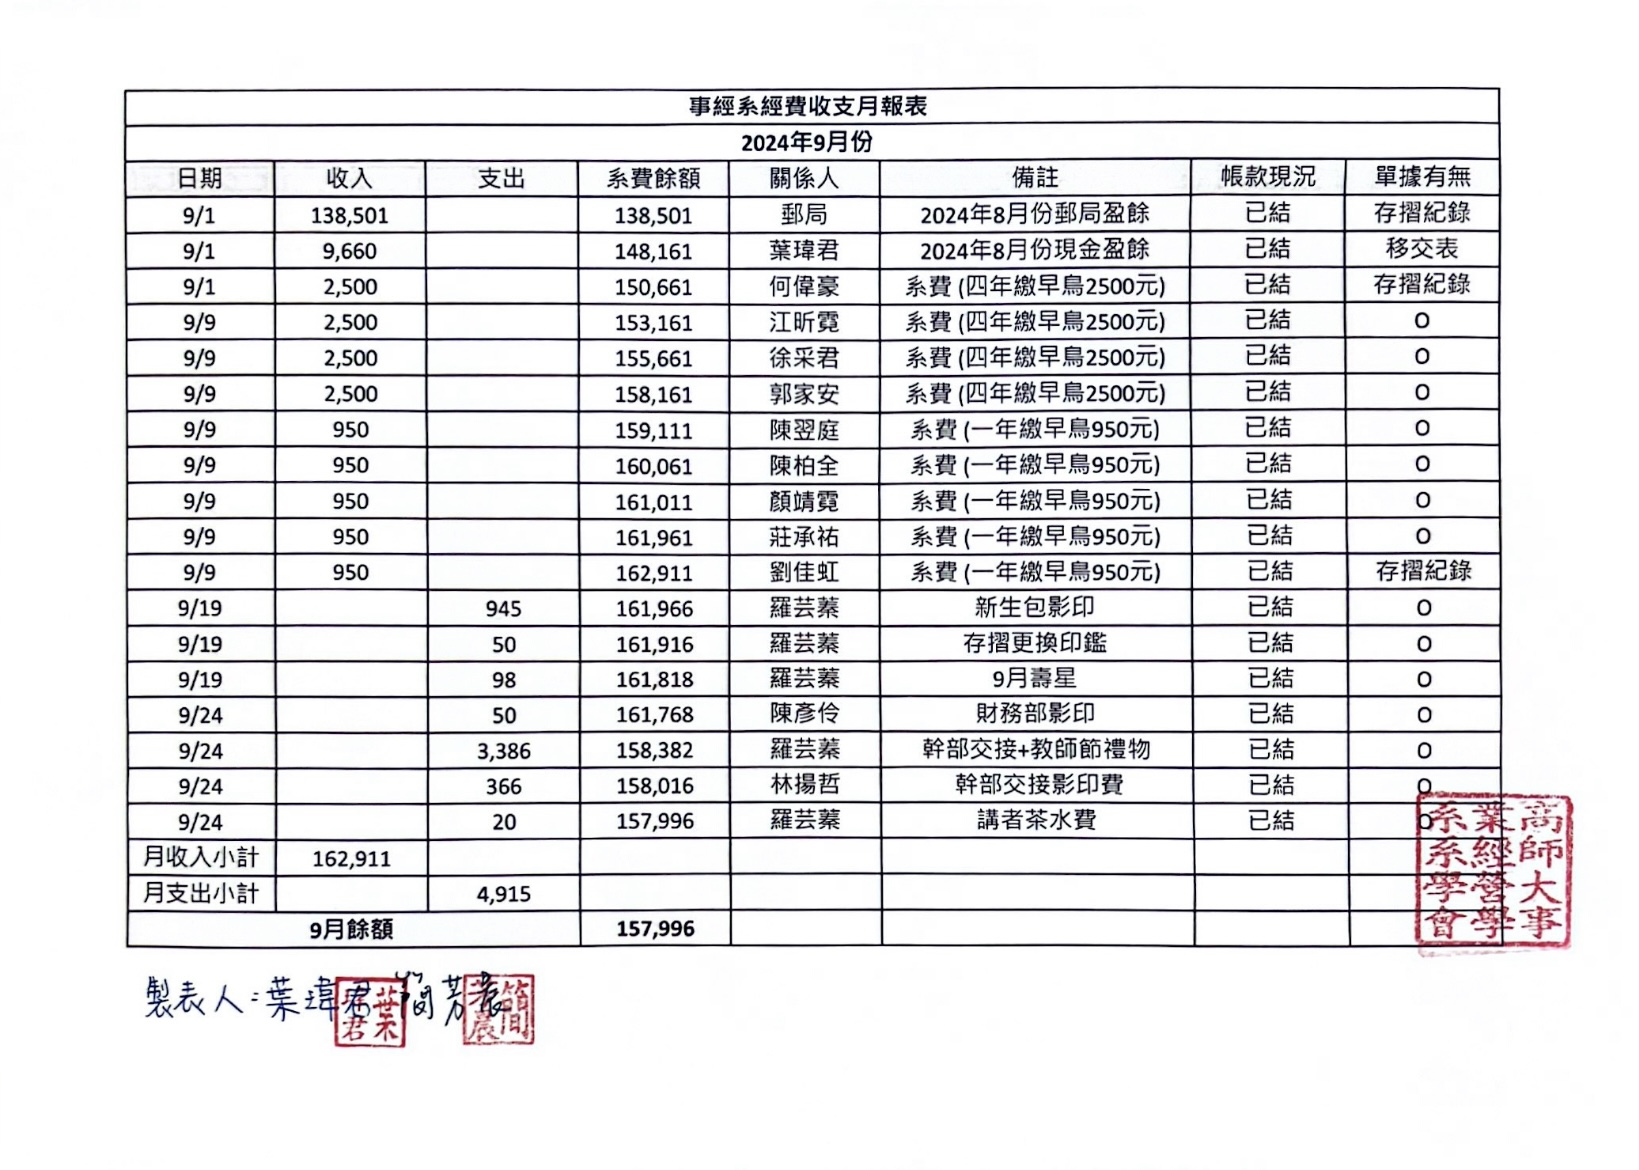 事經系經費收支月報表
2024年9月份
日期 收入 支出 系費餘額 關係人 備註 帳款現況 單據有無
9/1 138,501 138,501 郵局 2024年8月份郵局盈餘 已結 存摺紀錄
9/1 9,660 148,161 葉瑋君 2024年8月份現金盈餘 已結 移交表
9/1 2,500 150,661 何偉豪 系費 (四年繳早鳥2500元) 已結 存摺紀錄
9/9 2,500 153,161 江昕霓 系費 (四年繳早鳥2500元) 已結 O
9/9 2,500 155,661 徐采君 系費 (四年繳早鳥2500元) 已結 O
9/9 2,500 158,161 郭家安 系費 (四年繳早鳥2500元) 已結 O
9/9 950 159,111 陳翌庭 系費 (一年繳早鳥950元) 已結 O
9/9 950 160,061 陳柏全 系費 (一年繳早鳥950元) 已結 O
9/9 950 161,011 顏靖霓 系費 (一年繳早鳥950元) 已結 O
9/9 950 161,961 莊承祐 系費 (一年繳早鳥950元) 已結 O
9/9 950 162,911 劉佳虹 系費 (一年繳早鳥950元) 已結 存摺紀錄
9/19 945 161,966 羅芸蓁 新生包影印 已結 O
9/19 50 161,916 羅芸蓁 存摺更換印鑑 已結 O
9/19 98 161,818 羅芸蓁 9月壽星 已結 O
9/24 50 161,768 陳彥伶 財務部影印 已結 O
9/24 3,386 158,382 羅芸蓁 幹部交接+教師節禮物 已結 O
9/24 366 158,016 林揚哲 幹部交接影印費 已結 O
9/24 20 157,996 羅芸蓁 講者茶水費 已結 O
月收入小計 162,911
月支出小計 4,915
9月餘額 157,996
高師大事
業經營學
系系學會
製表人:葉瑋君 簡芳晨
葉瑋君
簡芳晨